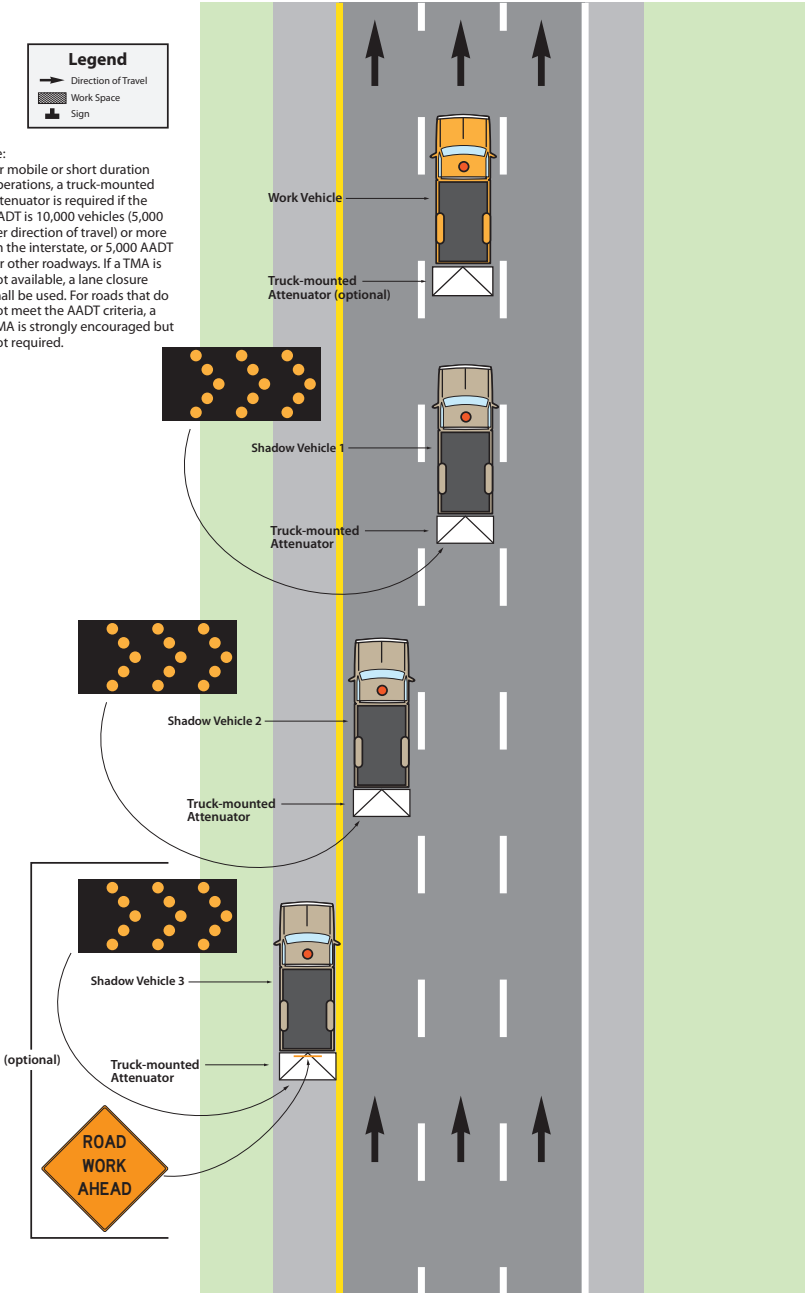 Legend
Direction of Travel
Work Space
Sign
e:
r mobile or short duration
perations, a truck-mounted
ttenuator is required if the
ADT is 10,000 vehicles (5,000
er direction of travel) or more
n the interstate, or 5,000 AADT
r other roadways. If a TMA is
ot available, a lane closure
all be used. For roads that do
ot meet the AADT criteria, a
MA is strongly encouraged but
ot required.
Work Vehicle
Truck-mounted
Attenuator (optional)
Shadow Vehicle 1
Truck-mounted
Attenuator
Shadow Vehicle 2
Truck-mounted
Attenuator
Shadow Vehicle 3
(optional)
Truck-mounted
Attenuator
ROAD
WORK
AHEAD